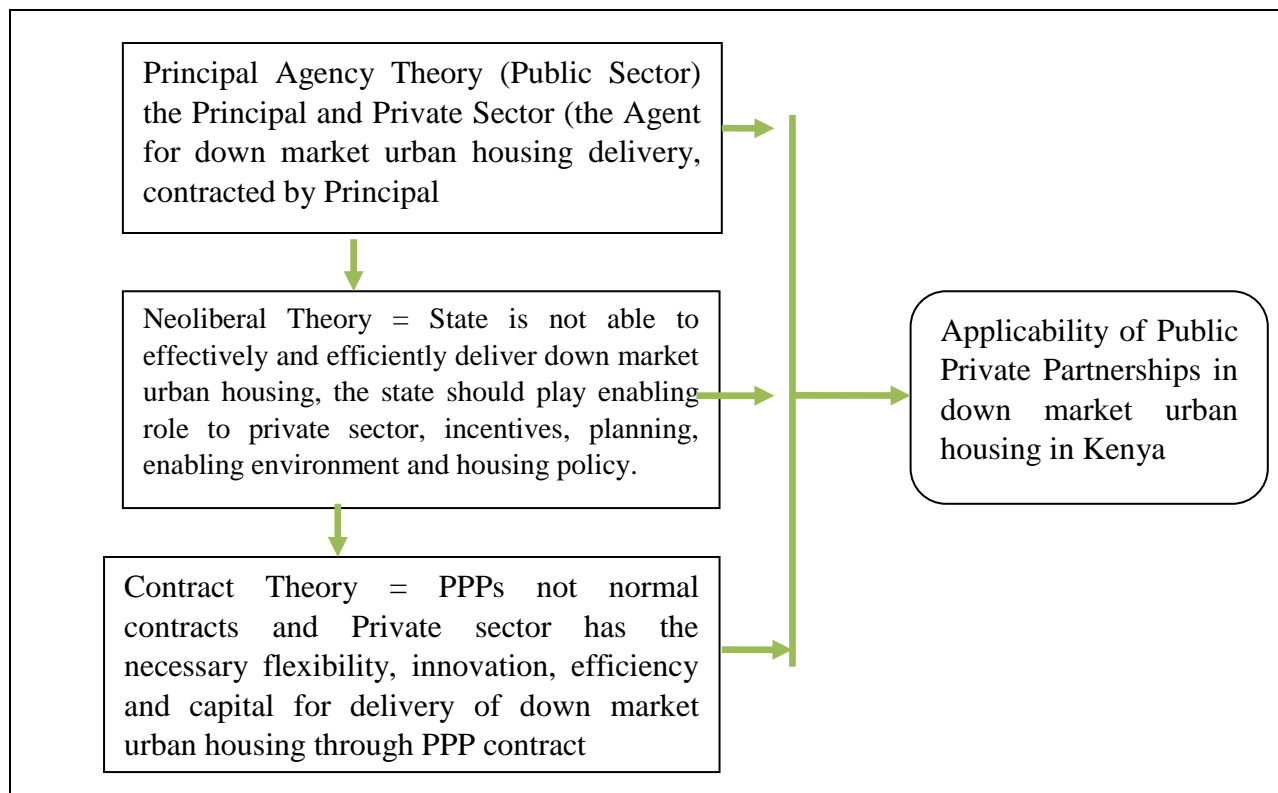 Principal Agency Theory (Public Sector)
the Principal and Private Sector (the Agent
for down market urban housing delivery,
contracted by Principal
Neoliberal Theory = State is not able to
effectively and efficiently deliver down market
urban housing, the state should play enabling
role to private sector, incentives, planning,
enabling environment and housing policy.
Contract Theory = PPPs not normal
contracts and Private sector has the
necessary flexibility, innovation, efficiency
and capital for delivery of down market
urban housing through PPP contract
Applicability of Public
Private Partnerships in
down market urban
housing in Kenya